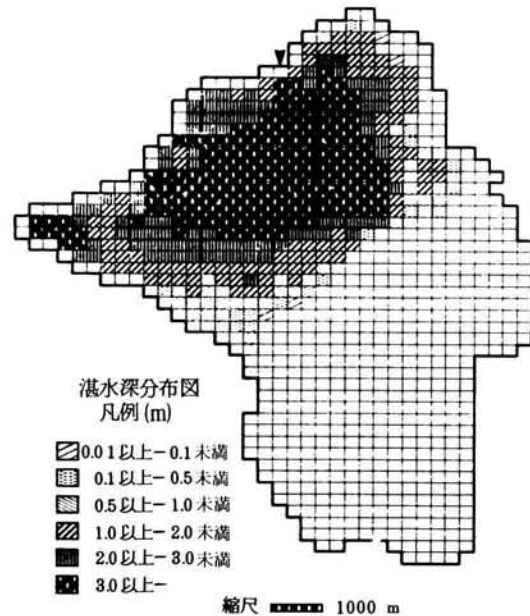 湛水深分布図
凡例(m)
0.01以上-0.1未満
0.1以上-0.5未満
0.5以上-1.0未満
1.0以上-2.0未満
2.0以上-3.0未満
3.0以上-
縮尺 1000 m